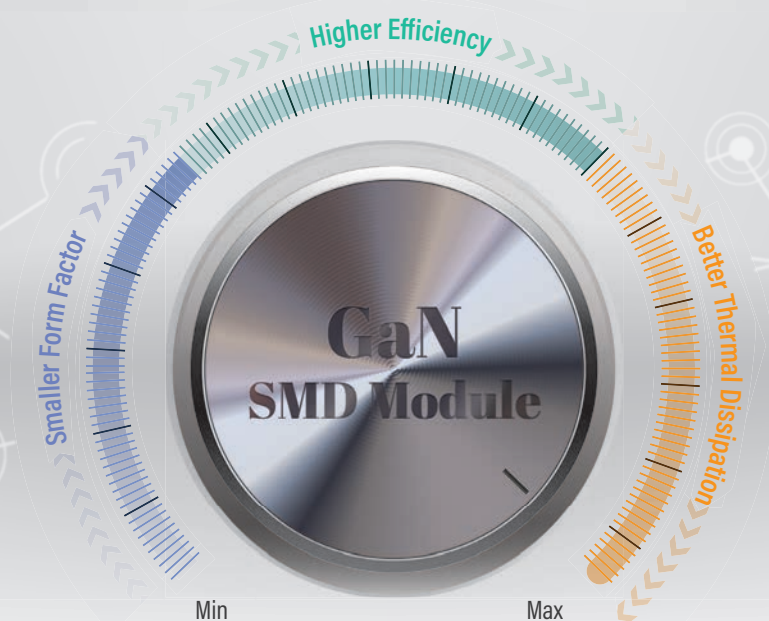 Higher Efficiency
Smaller Form Factor
Better Thermal Dissipation
GaN
SMD Module
Min
Max